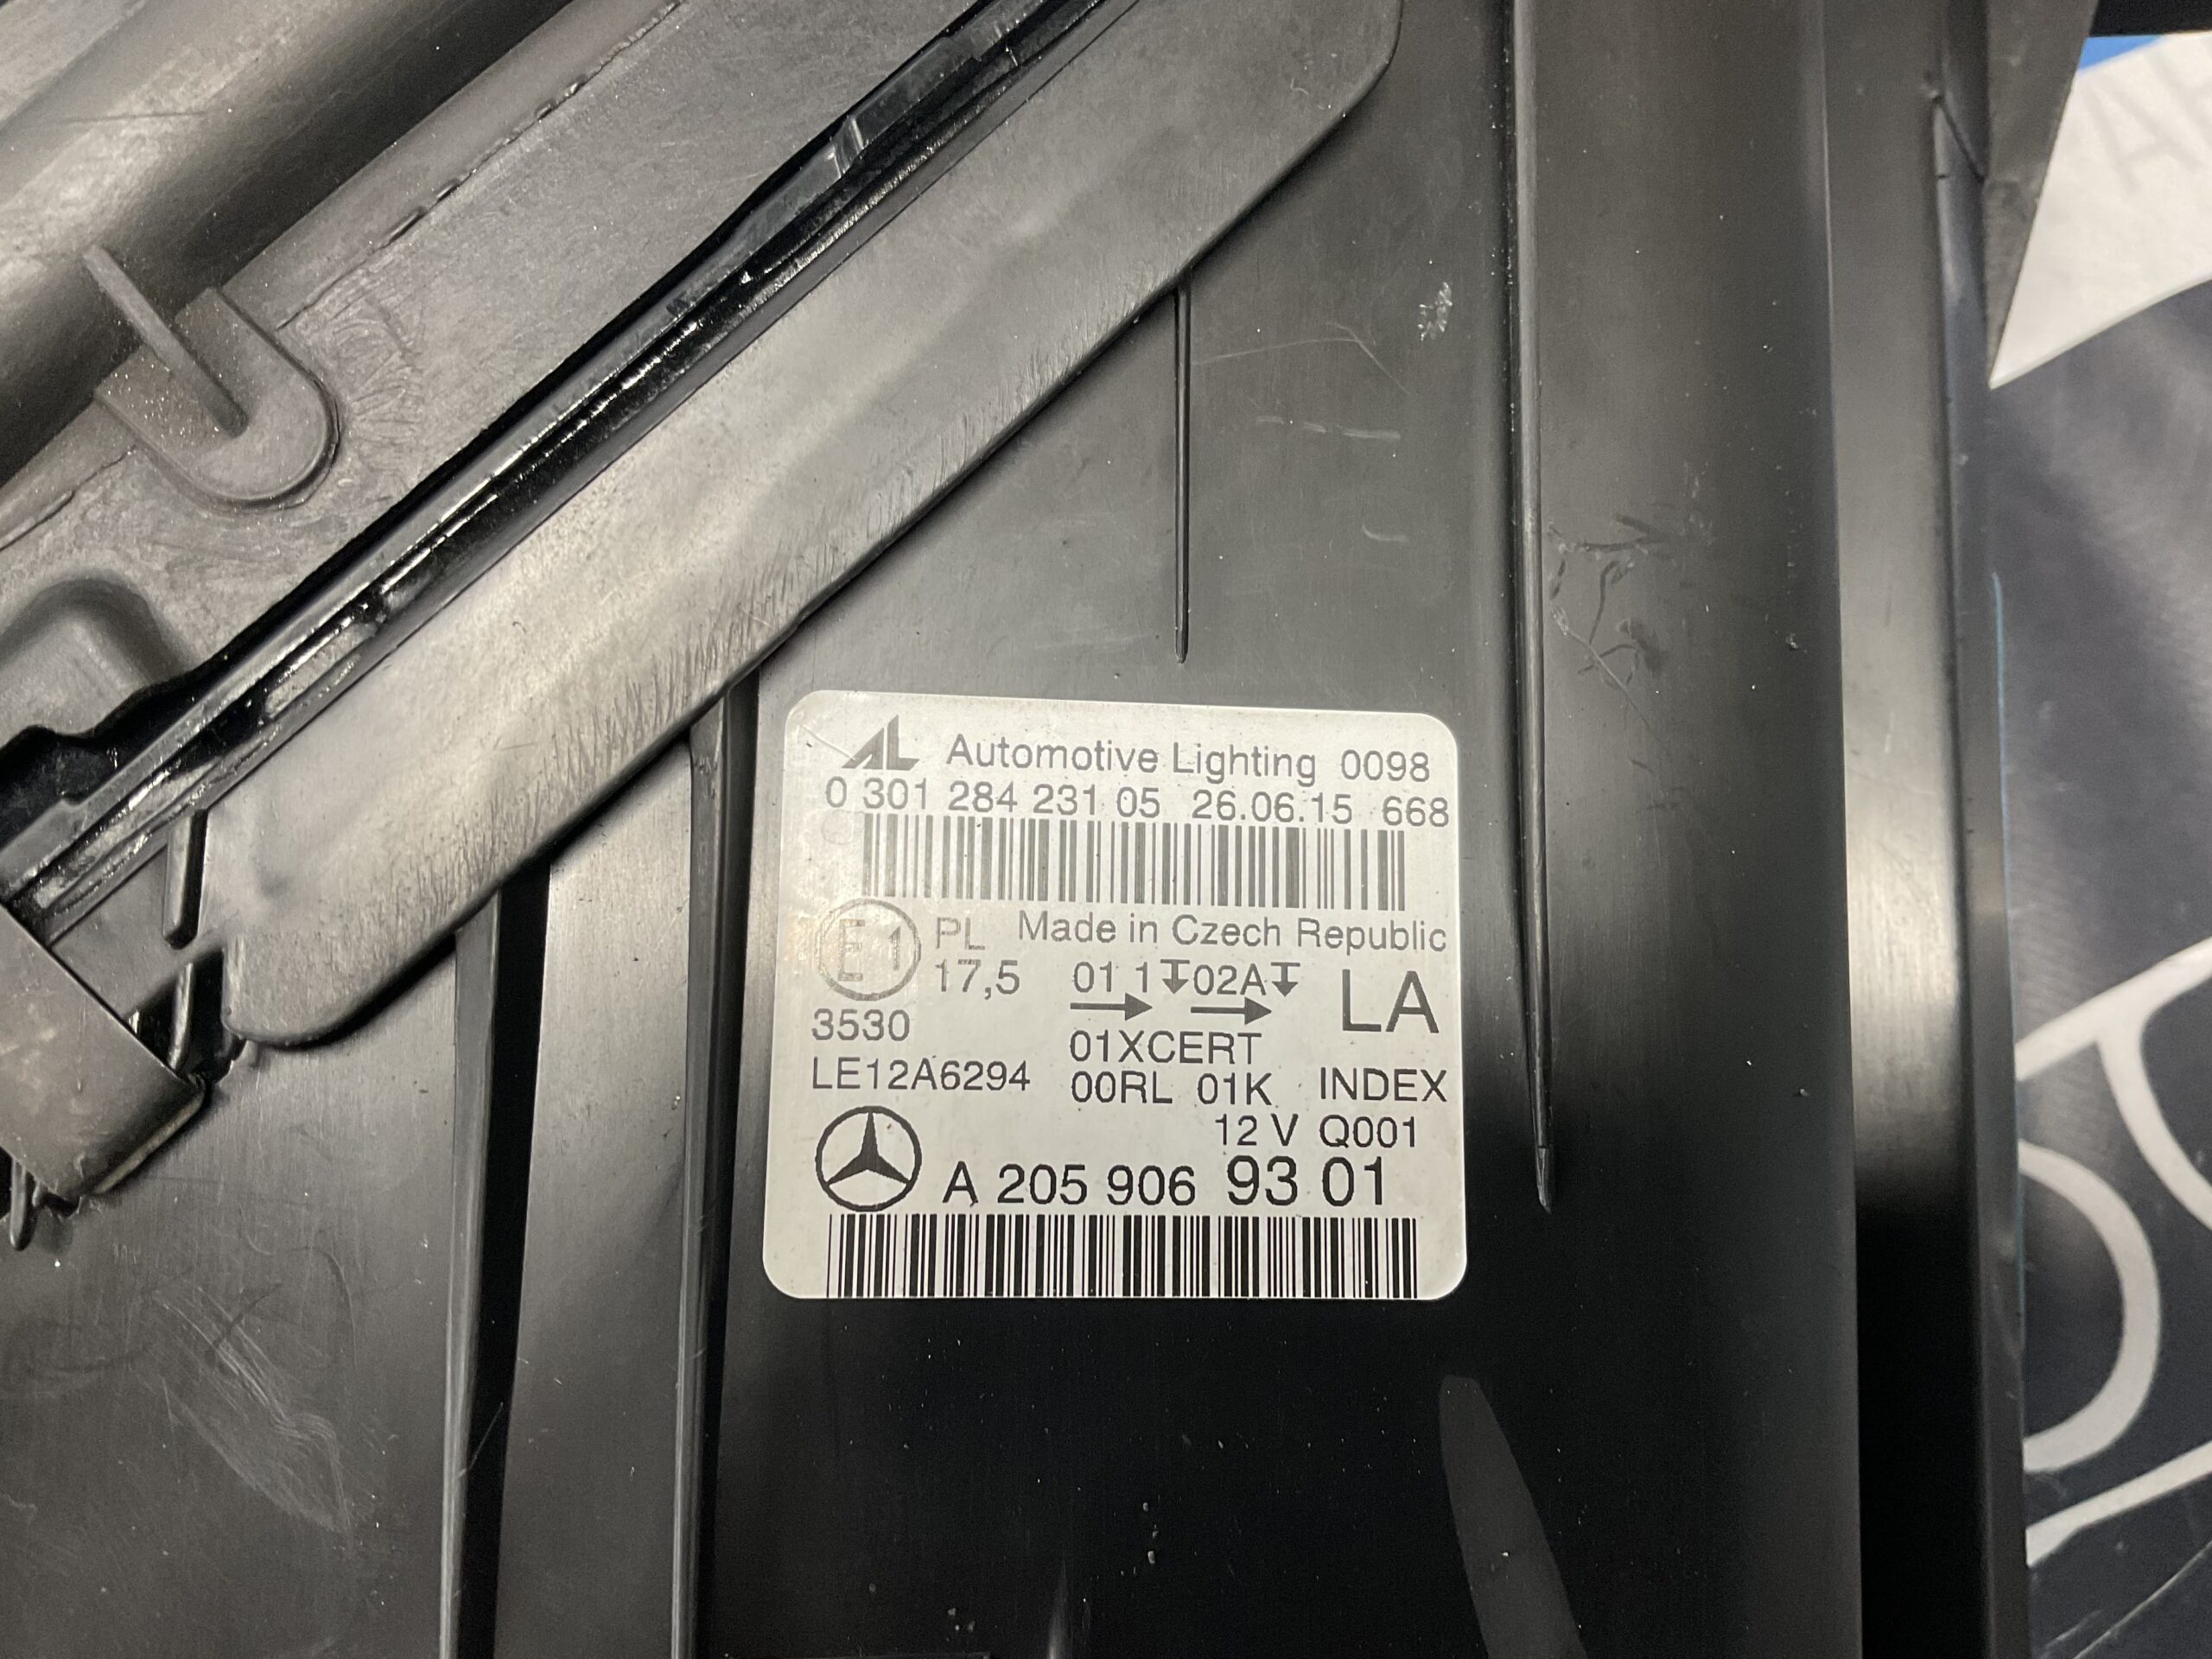 AL Automotive Lighting 0098
0 301 284 231 05 26.06.15 668
E1 PL Made in Czech Republic
17,5 01 1 02A LA
3530
01XCERT
LE12A6294 00RL 01K INDEX
12 V Q001
A 205 906 93 01